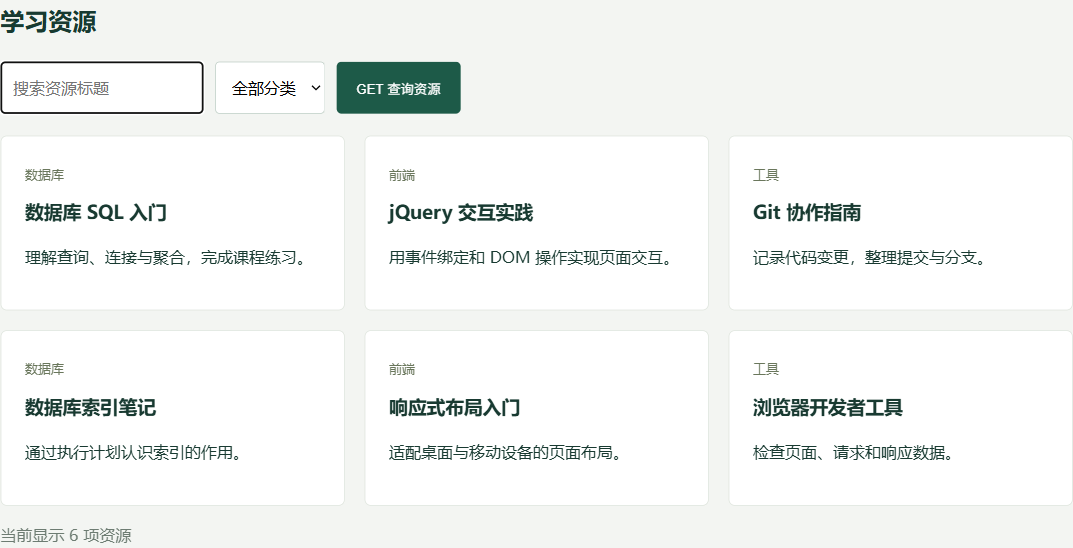 学习资源
搜索资源标题
全部分类
GET 查询资源
数据库
数据库 SQL 入门
理解查询、连接与聚合，完成课程练习。
前端
jQuery 交互实践
用事件绑定和 DOM 操作实现页面交互。
工具
Git 协作指南
记录代码变更，整理提交与分支。
数据库
数据库索引笔记
通过执行计划认识索引的作用。
前端
响应式布局入门
适配桌面与移动设备的页面布局。
工具
浏览器开发者工具
检查页面、请求和响应数据。
当前显示 6 项资源